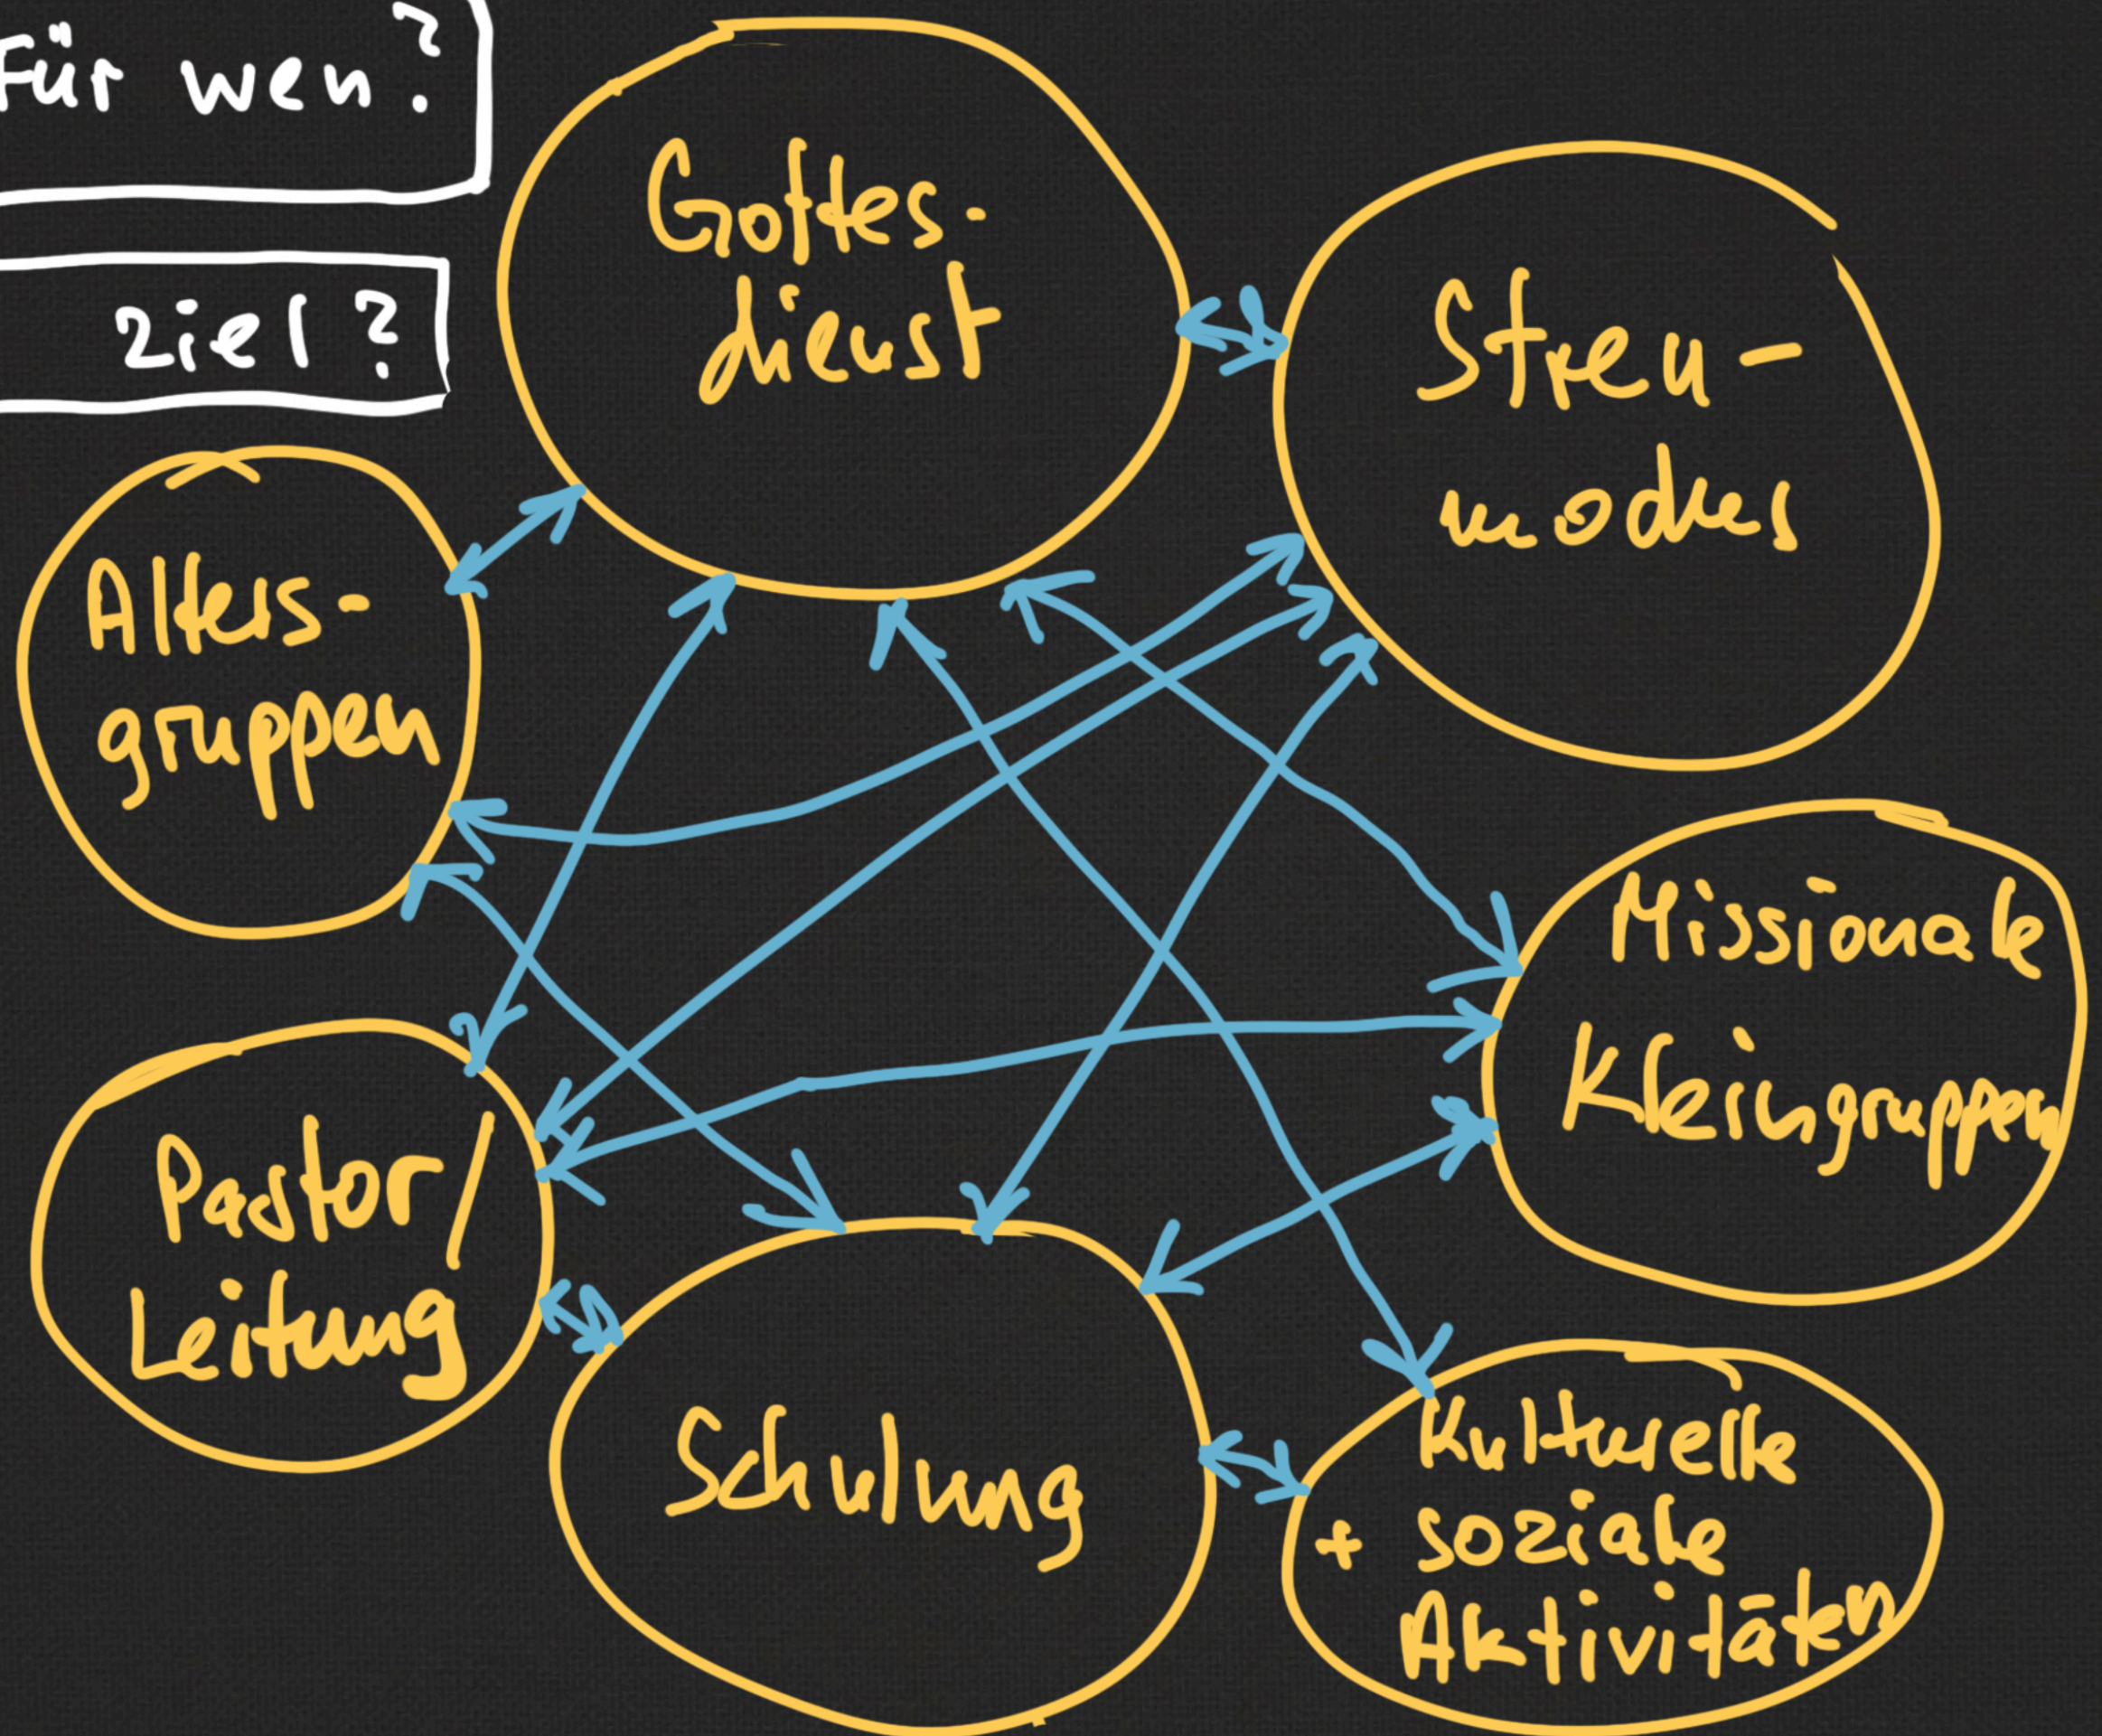 Für wen?
Ziel?
Gottes-
dienst
Streu-
modus
Alters-
gruppen
Missionale
Kleingruppen
Pastor /
Leitung
Schulung
Kulturelle
+ soziale
Aktivitäten